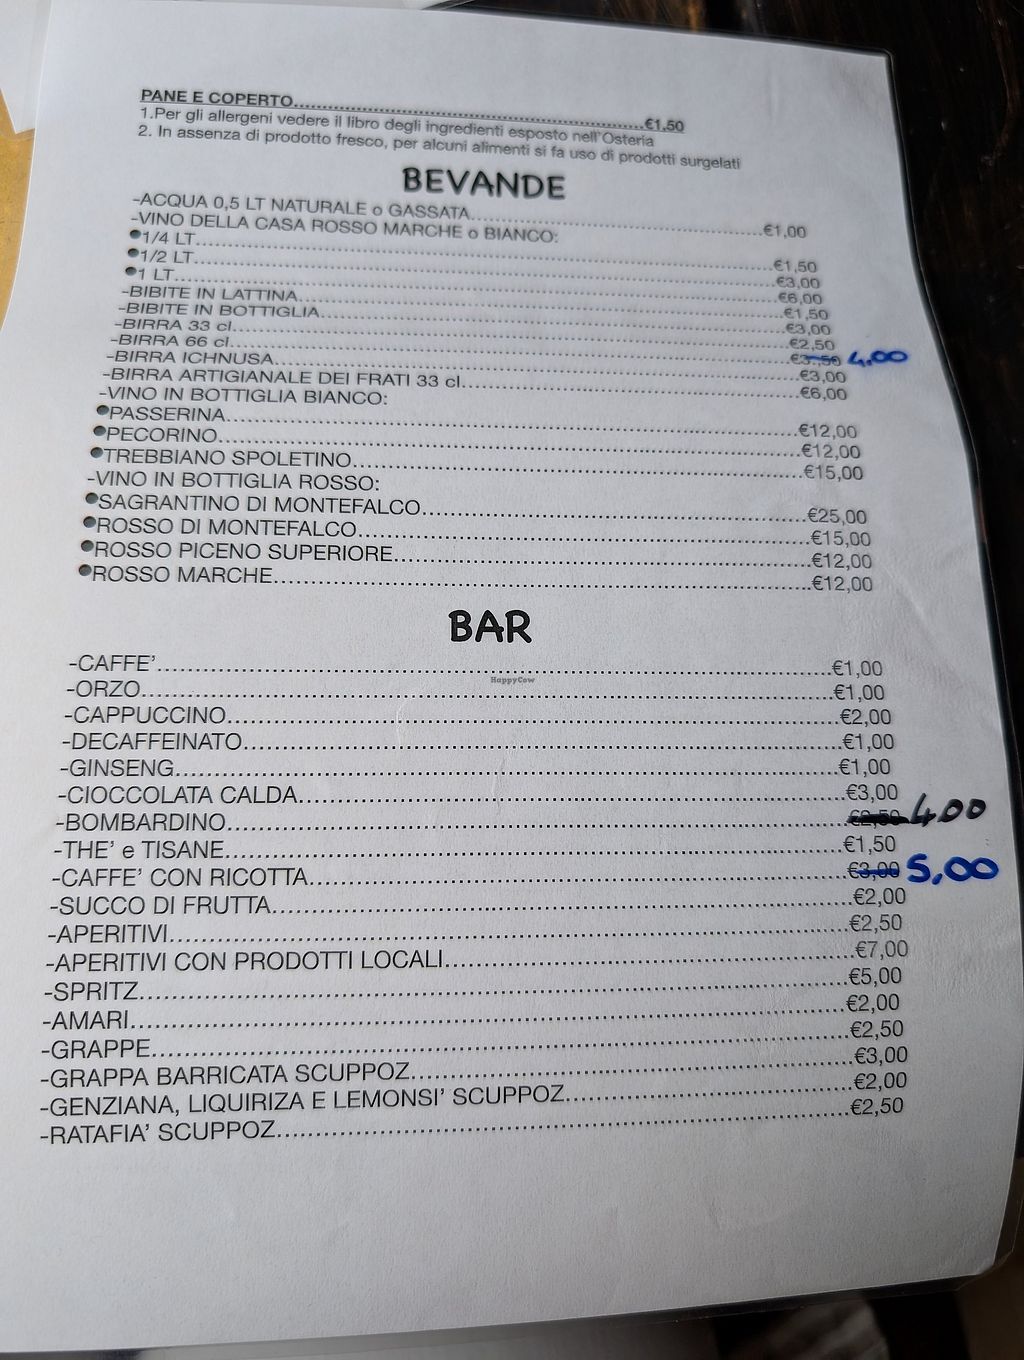 PANE E COPERTO..........................................................€1,50
1.Per gli allergeni vedere il libro degli ingredienti esposto nell'Osteria
2. In assenza di prodotto fresco, per alcuni alimenti si fa uso di prodotti surgelati
BEVANDE
-ACQUA 0,5 LT NATURALE o GASSATA..................................................€1,00
-VINO DELLA CASA ROSSO MARCHE o BIANCO:
●1/4 LT..................................................€1,50
●1/2 LT..................................................€3,00
●1 LT..................................................€6,00
-BIBITE IN LATTINA..................................................€1,50
-BIBITE IN BOTTIGLIA..................................................€3,00
-BIRRA 33 cl..................................................€2,50
-BIRRA 66 cl..................................................€3,50 4,00
-BIRRA ICHNUSA..................................................€3,00
-BIRRA ARTIGIANALE DEI FRATI 33 cl..................................................€6,00
-VINO IN BOTTIGLIA BIANCO:
●PASSERINA..................................................€12,00
●PECORINO..................................................€12,00
●TREBBIANO SPOLETINO..................................................€15,00
-VINO IN BOTTIGLIA ROSSO:
●SAGRANTINO DI MONTEFALCO..................................................€25,00
●ROSSO DI MONTEFALCO..................................................€15,00
●ROSSO PICENO SUPERIORE..................................................€12,00
●ROSSO MARCHE..................................................€12,00
BAR
-CAFFE'..................................................€1,00
HappyCow
-ORZO..................................................€1,00
-CAPPUCCINO..................................................€2,00
-DECAFFEINATO..................................................€1,00
-GINSENG..................................................€1,00
-CIOCCOLATA CALDA..................................................€3,00
-BOMBARDINO..................................................€2,50 4,00
-THE' e TISANE..................................................€1,50
-CAFFE' CON RICOTTA..................................................€3,00 5,00
-SUCCO DI FRUTTA..................................................€2,00
-APERITIVI..................................................€2,50
-APERITIVI CON PRODOTTI LOCALI..................................................€7,00
-SPRITZ..................................................€5,00
-AMARI..................................................€2,00
-GRAPPE..................................................€2,50
-GRAPPA BARRICATA SCUPPOZ..................................................€3,00
-GENZIANA, LIQUIRIZA E LEMONSI' SCUPPOZ..................................................€2,00
-RATAFIA' SCUPPOZ..................................................€2,50